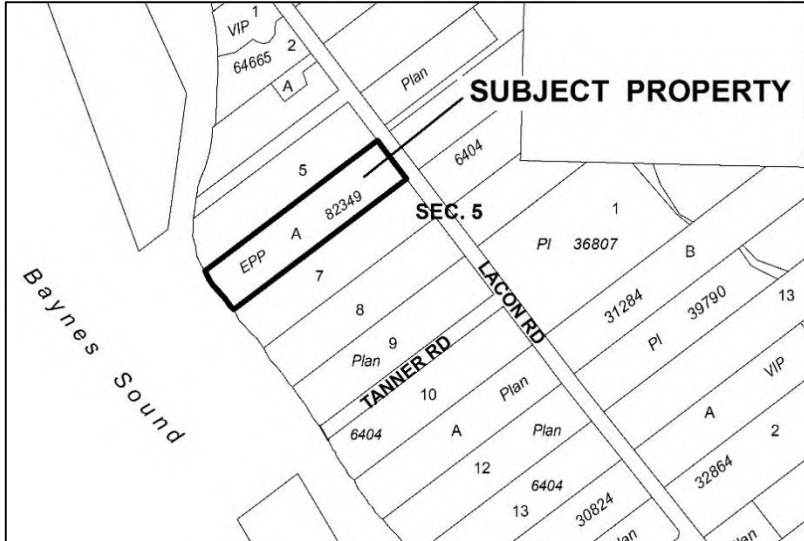 VIP 1
64665 2
A
Plan
SUBJECT PROPERTY
6404
5
EPP A 82349
SEC. 5
7
8
Plan 9
TANNER RD
10
6404
LACON RD
1
Pl 36807
B
31284
Pl 39790
13
VIP
A
2
32864
Plan
A
Plan
12
6404
13
30824
Baynes Sound